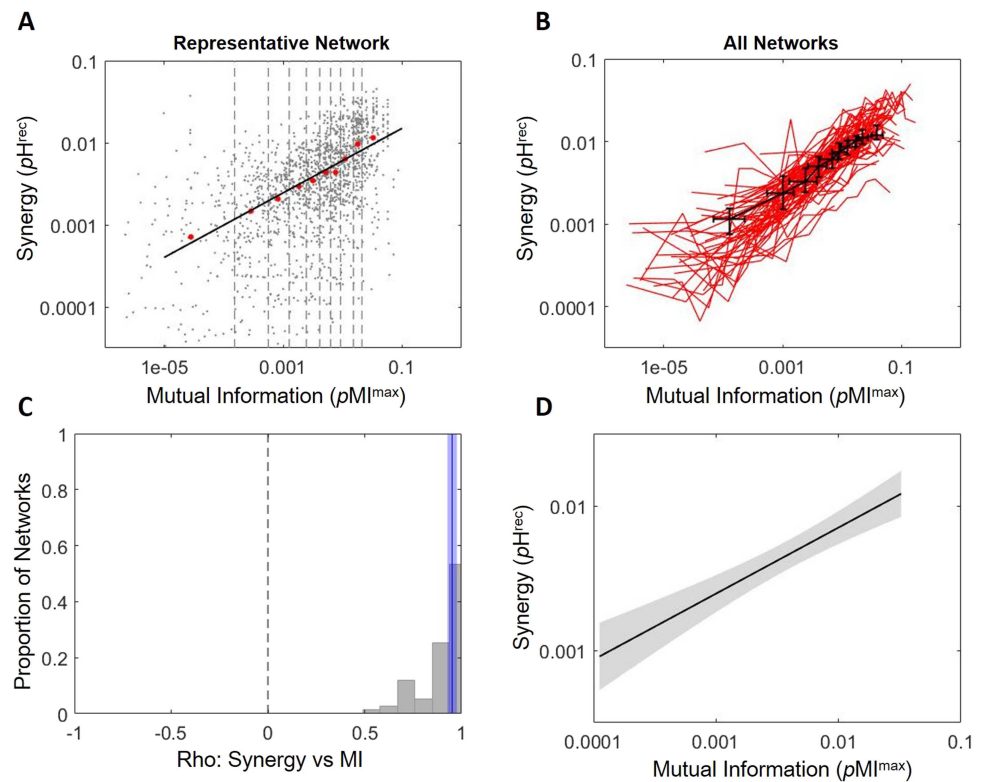 A
Representative Network
0.1
0.01
0.001
0.0001
Synergy (pHrec)
1e-05
0.001
0.1
Mutual Information (pMImax)
B
All Networks
0.1
0.01
0.001
0.0001
Synergy (pHrec)
1e-05
0.001
0.1
Mutual Information (pMImax)
C
1
0.8
0.6
0.4
0.2
0
Proportion of Networks
-1
-0.5
0
0.5
1
Rho: Synergy vs MI
D
0.01
0.001
Synergy (pHrec)
0.0001
0.001
0.01
0.1
Mutual Information (pMImax)